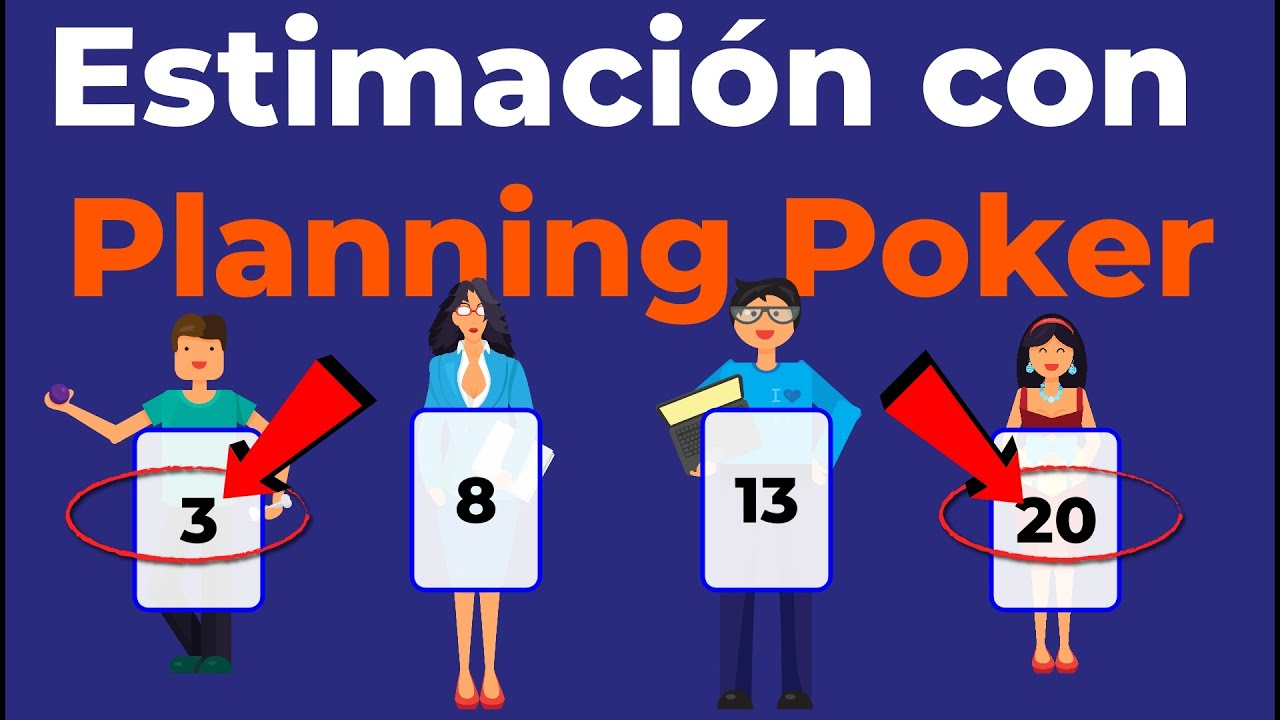 Estimación con
Planning Poker
I ♥
3
8
13
20